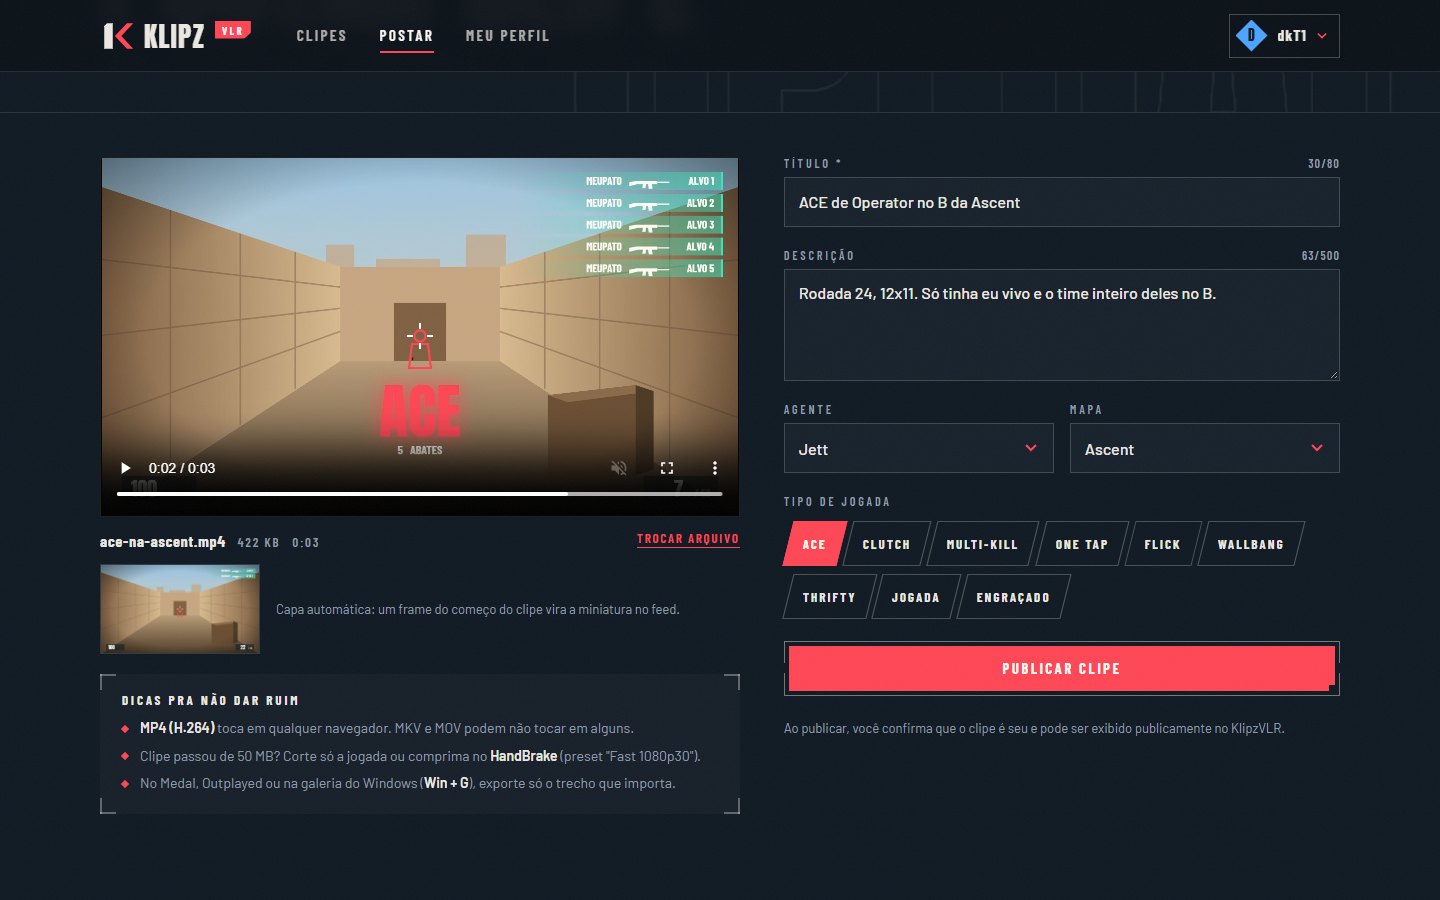 KLIPZ VLR
CLIPES
POSTAR
MEU PERFIL
D dkT1
MEUPATO ALVO 1
MEUPATO ALVO 2
MEUPATO ALVO 3
MEUPATO ALVO 4
MEUPATO ALVO 5
ACE
5 ABATES
0:02 / 0:03
100
7
ace-na-ascent.mp4 422 KB 0:03
TROCAR ARQUIVO
Capa automática: um frame do começo do clipe vira a miniatura no feed.
DICAS PRA NÃO DAR RUIM
MP4 (H.264) toca em qualquer navegador. MKV e MOV podem não tocar em alguns.
Clipe passou de 50 MB? Corte só a jogada ou comprima no HandBrake (preset "Fast 1080p30").
No Medal, Outplayed ou na galeria do Windows (Win + G), exporte só o trecho que importa.
TÍTULO * 30/80
ACE de Operator no B da Ascent
DESCRIÇÃO 63/500
Rodada 24, 12x11. Só tinha eu vivo e o time inteiro deles no B.
AGENTE
Jett
MAPA
Ascent
TIPO DE JOGADA
ACE
CLUTCH
MULTI-KILL
ONE TAP
FLICK
WALLBANG
THRIFTY
JOGADA
ENGRAÇADO
PUBLICAR CLIPE
Ao publicar, você confirma que o clipe é seu e pode ser exibido publicamente no KlipzVLR.